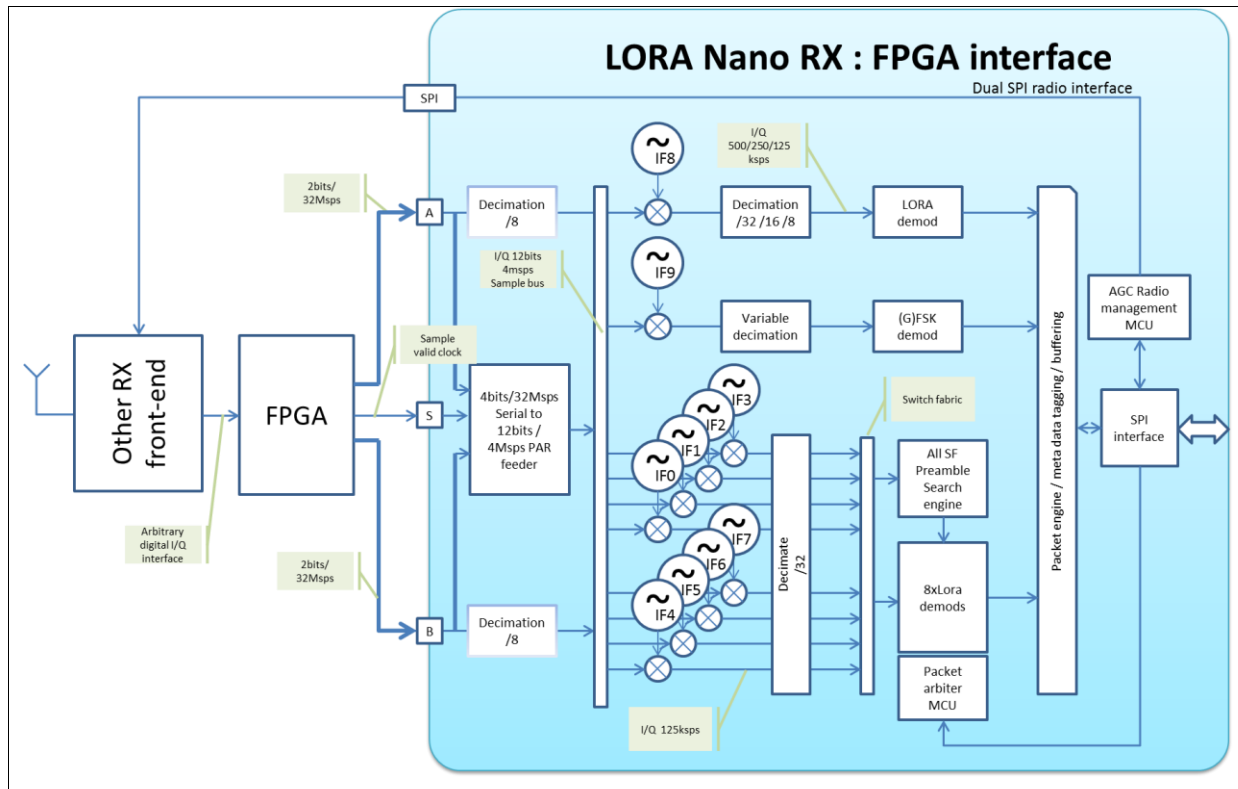 LORA Nano RX : FPGA interface
Dual SPI radio interface
SPI
I/Q
500/250/125
ksps
IF8
2bits/
32Msps
A
Decimation
/8
Decimation
/32 /16 /8
LORA
demod
I/Q 12bits
4msps
Sample bus
IF9
AGC Radio
management
MCU
Variable
decimation
(G)FSK
demod
Sample
valid clock
Other RX
front-end
FPGA
S
4bits/32Msps
Serial to
12bits /
4Msps PAR
feeder
IF3
IF2
IF1
IF0
Switch fabric
SPI
interface
All SF
Preamble
Search
engine
Packet engine / meta data tagging / buffering
Arbitrary
digital I/Q
interface
IF7
IF6
IF5
IF4
Decimate
/32
2bits/
32Msps
8xLora
demods
B
Decimation
/8
Packet
arbiter
MCU
I/Q 125ksps